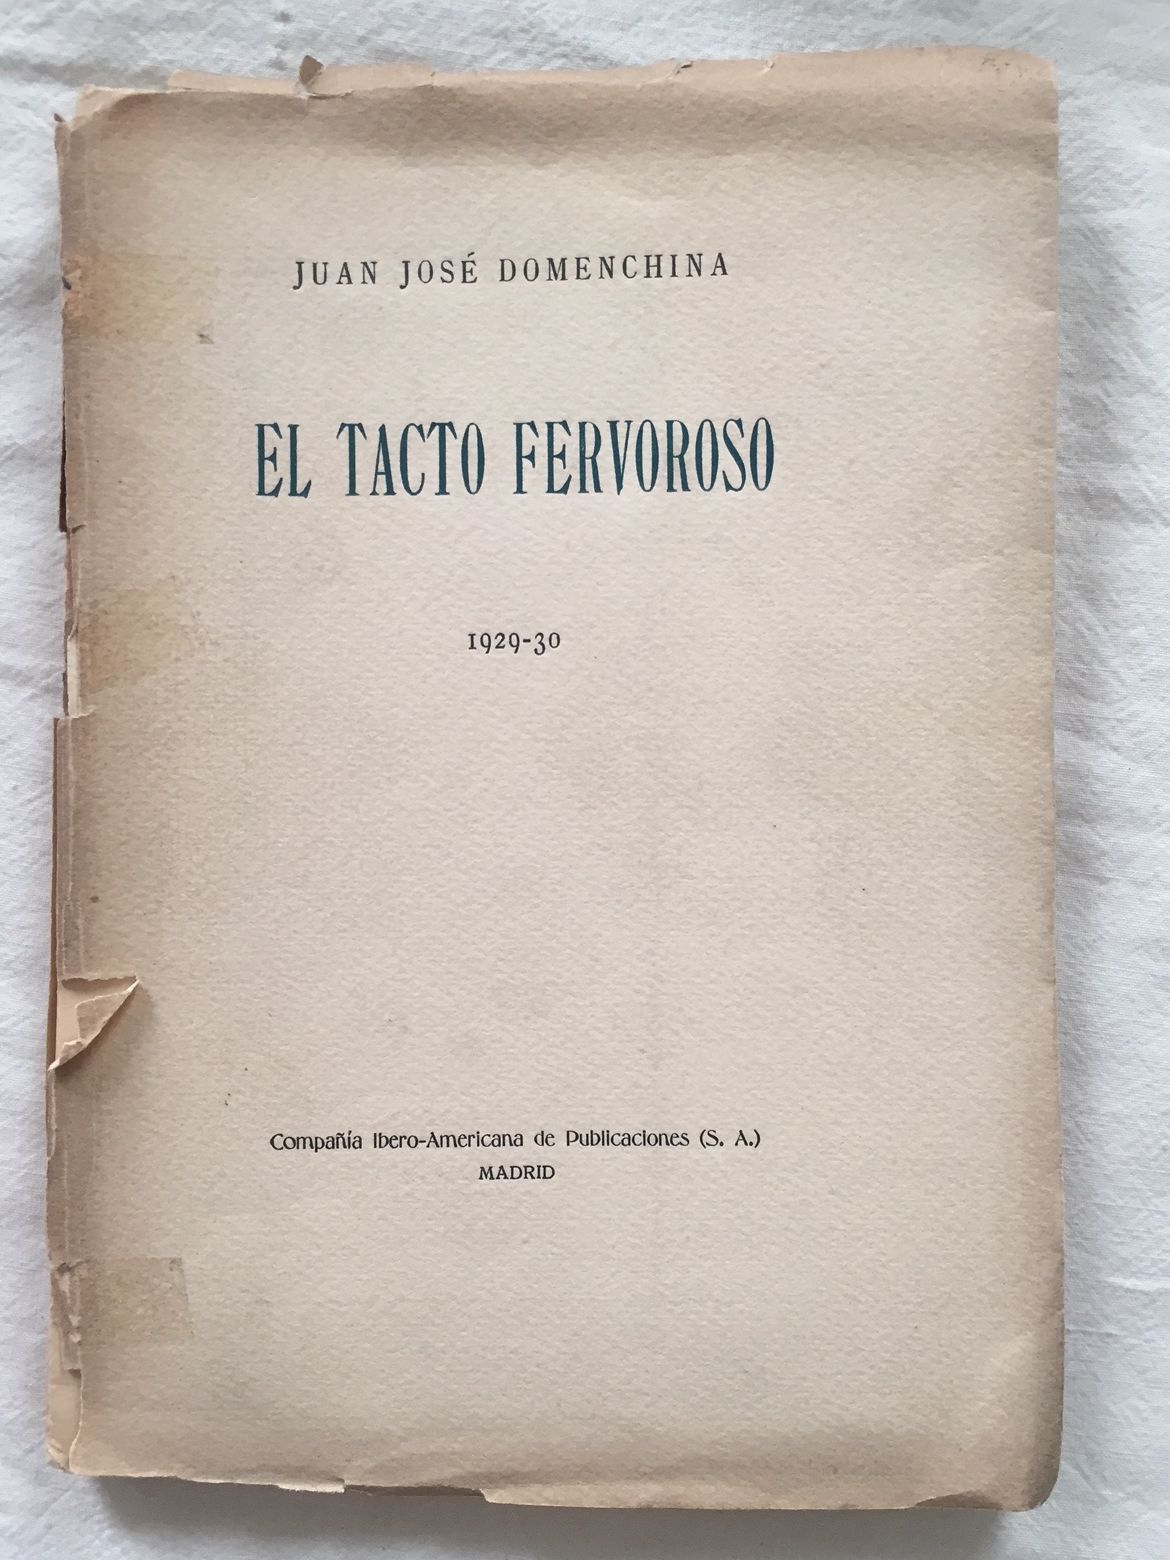 JUAN JOSÉ DOMENCHINA
EL TACTO FERVOROSO
1929-30
Compañía Ibero-Americana de Publicaciones (S. A.)
MADRID